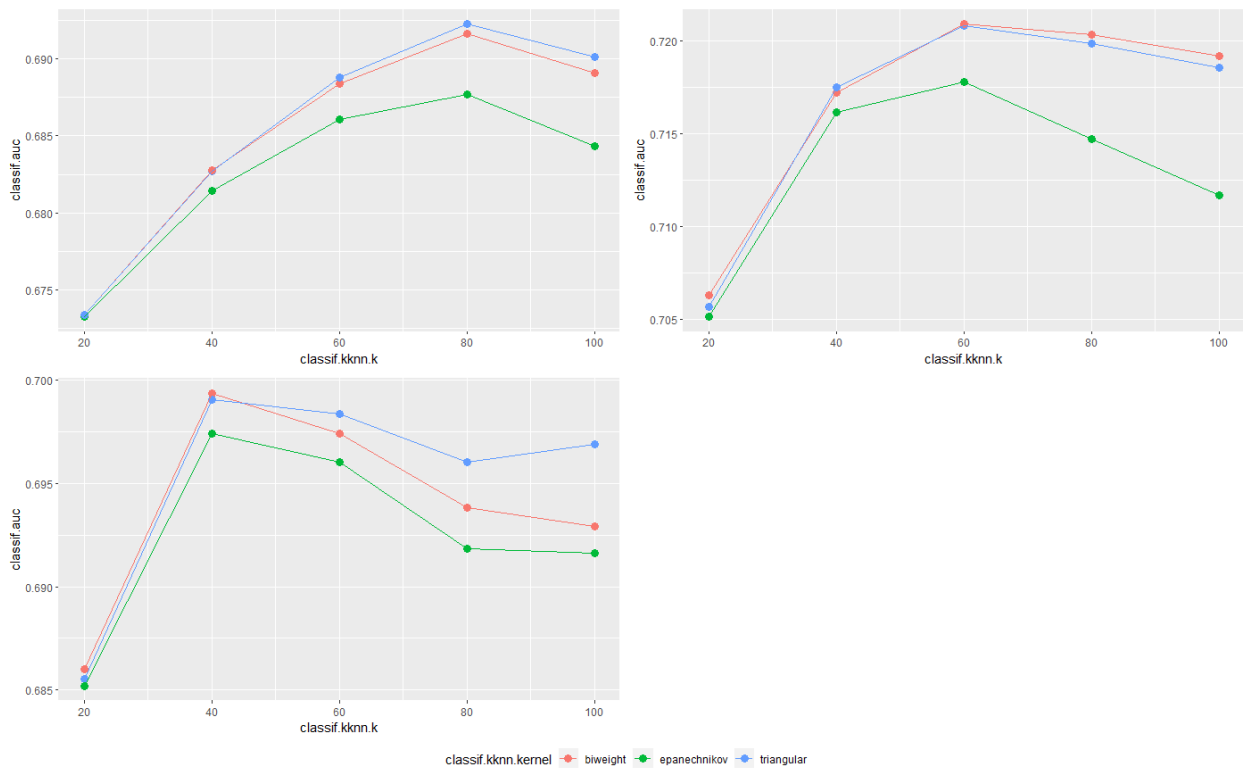 0.690
0.685
0.680
0.675
classif.auc
20 40 60 80 100
classif.kknn.k
0.720
0.715
0.710
0.705
classif.auc
20 40 60 80 100
classif.kknn.k
0.700
0.695
0.690
0.685
classif.auc
20 40 60 80 100
classif.kknn.k
classif.kknn.kernel biweight epanechnikov triangular